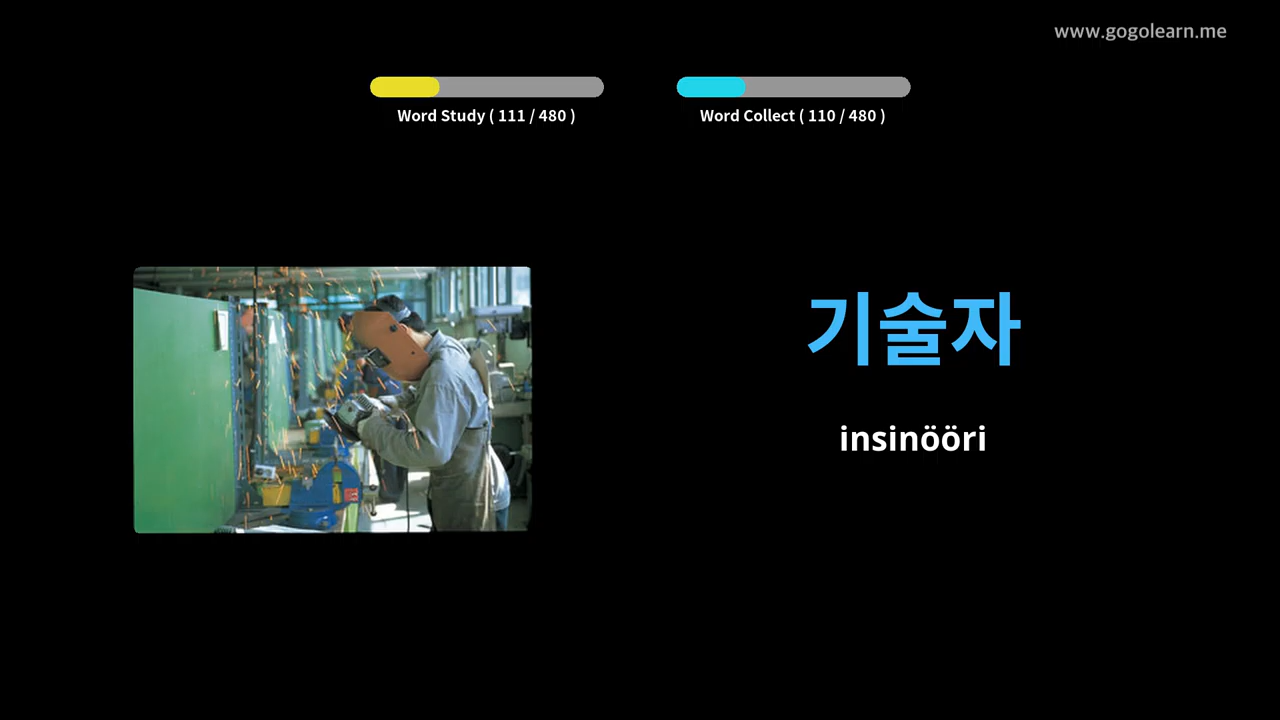 www.gogolearn.me
Word Study ( 111 / 480 )
Word Collect ( 110 / 480 )
기술자
insinööri